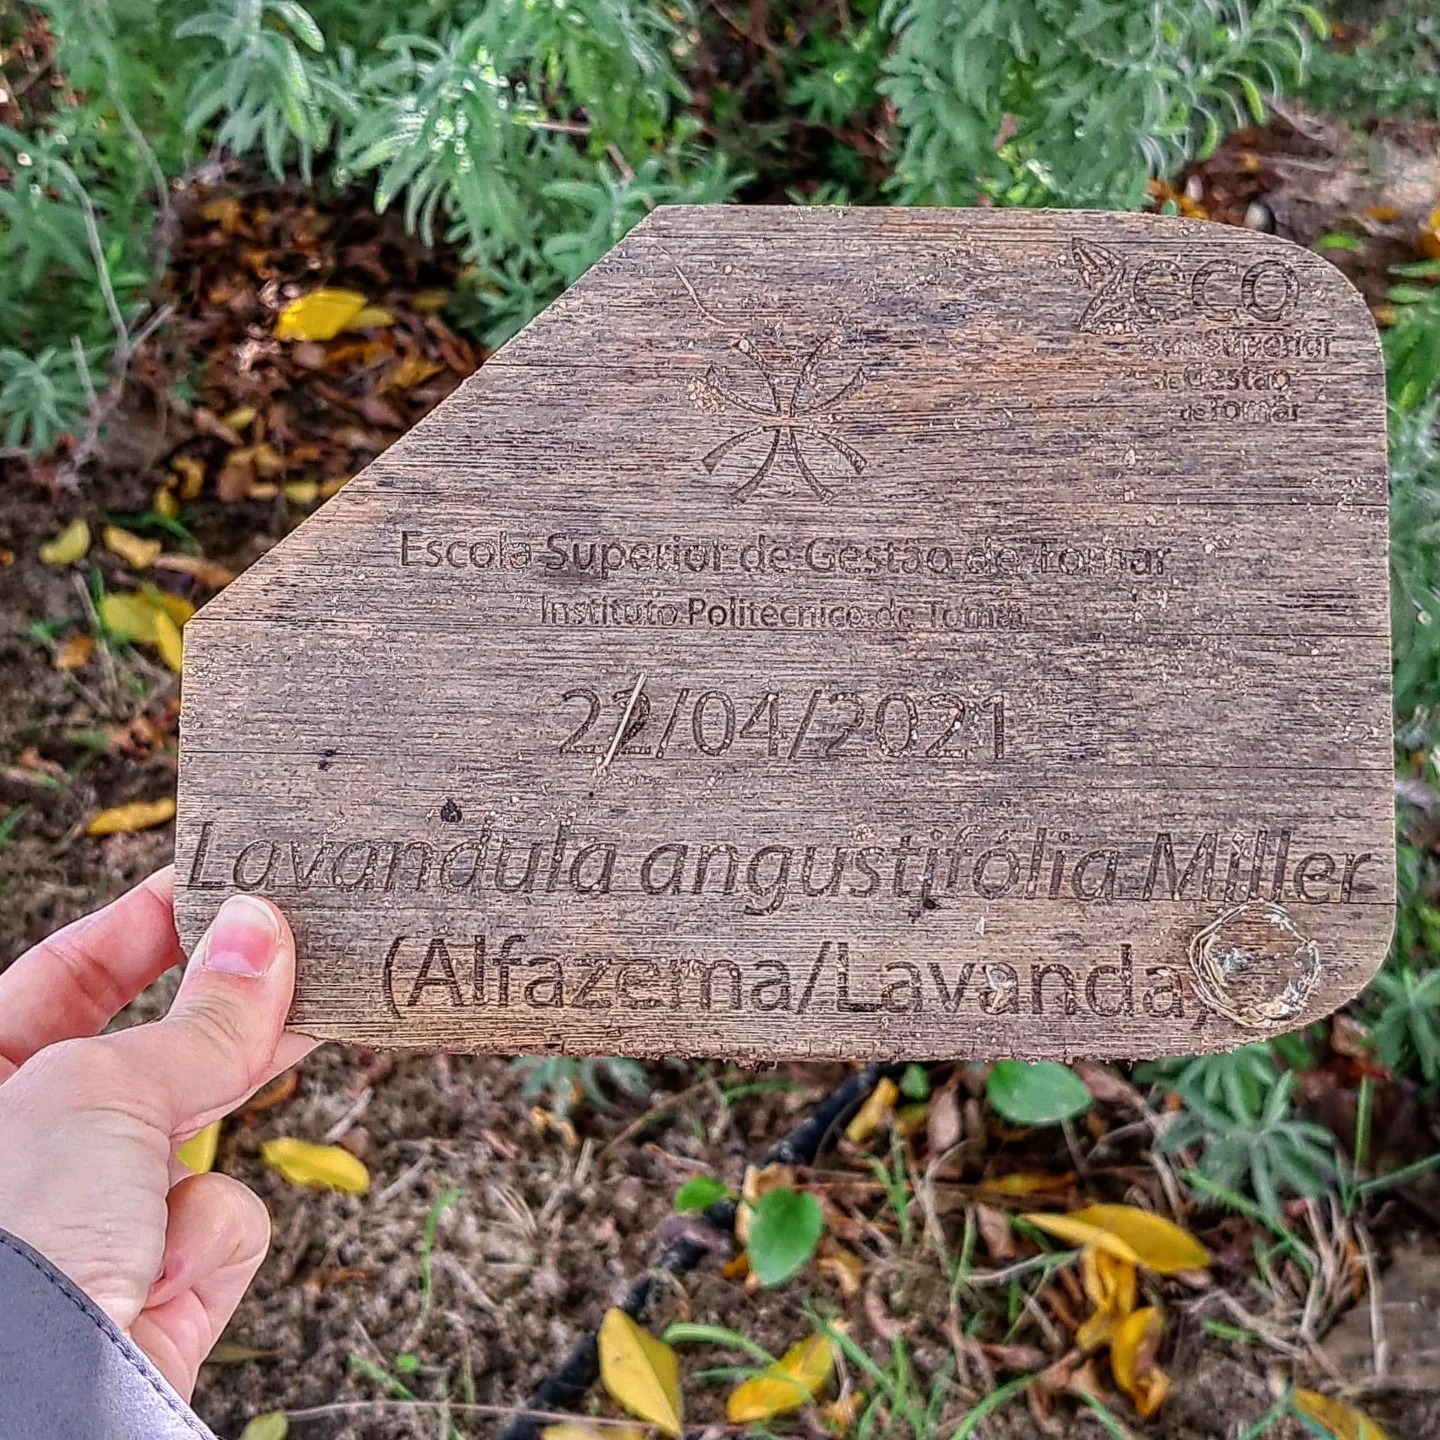 eco
Superior
de Gestão
de Tomar
Escola Superior de Gestão de Tomar
Instituto Politécnico de Tomar
22/04/2021
Lavandula angustifólia Miller
(Alfazema/Lavanda)